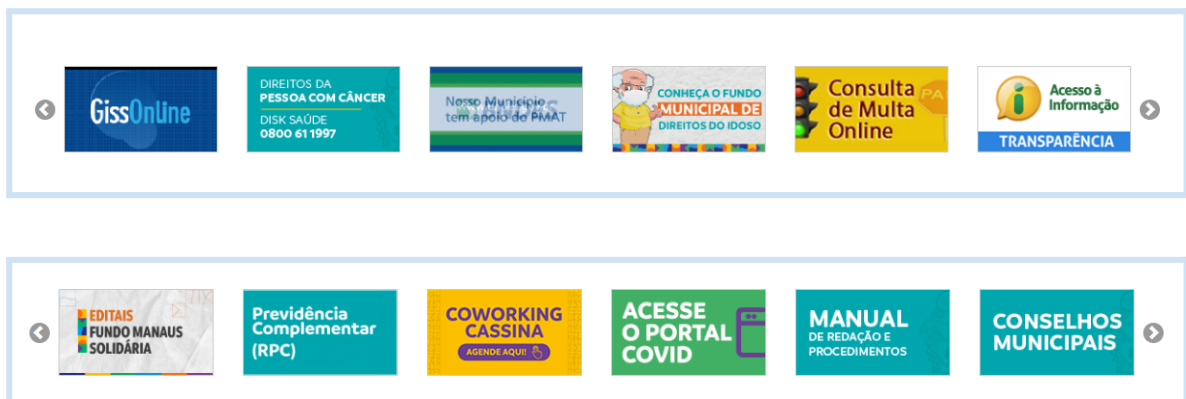 GissOnline
DIREITOS DA
PESSOA COM CÂNCER
DISK SAÚDE
0800 61 1997
Nosso Município
tem apoio do PMAT
CONHEÇA O FUNDO
MUNICIPAL DE
DIREITOS DO IDOSO
Consulta
de Multa
Online
PA
i
Acesso à
Informação
TRANSPARÊNCIA
EDITAIS
FUNDO MANAUS
SOLIDÁRIA
Previdência
Complementar
(RPC)
COWORKING
CASSINA
AGENDE AQUI!
ACESSE
O PORTAL
COVID
MANUAL
DE REDAÇÃO E
PROCEDIMENTOS
CONSELHOS
MUNICIPAIS